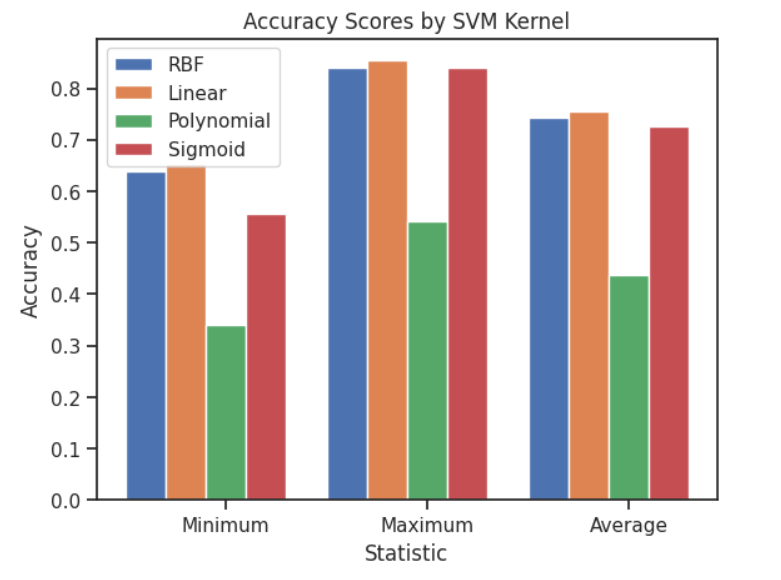 Accuracy Scores by SVM Kernel
RBF
Linear
Polynomial
Sigmoid
Accuracy
0.8
0.7
0.6
0.5
0.4
0.3
0.2
0.1
0.0
Minimum Maximum Average
Statistic